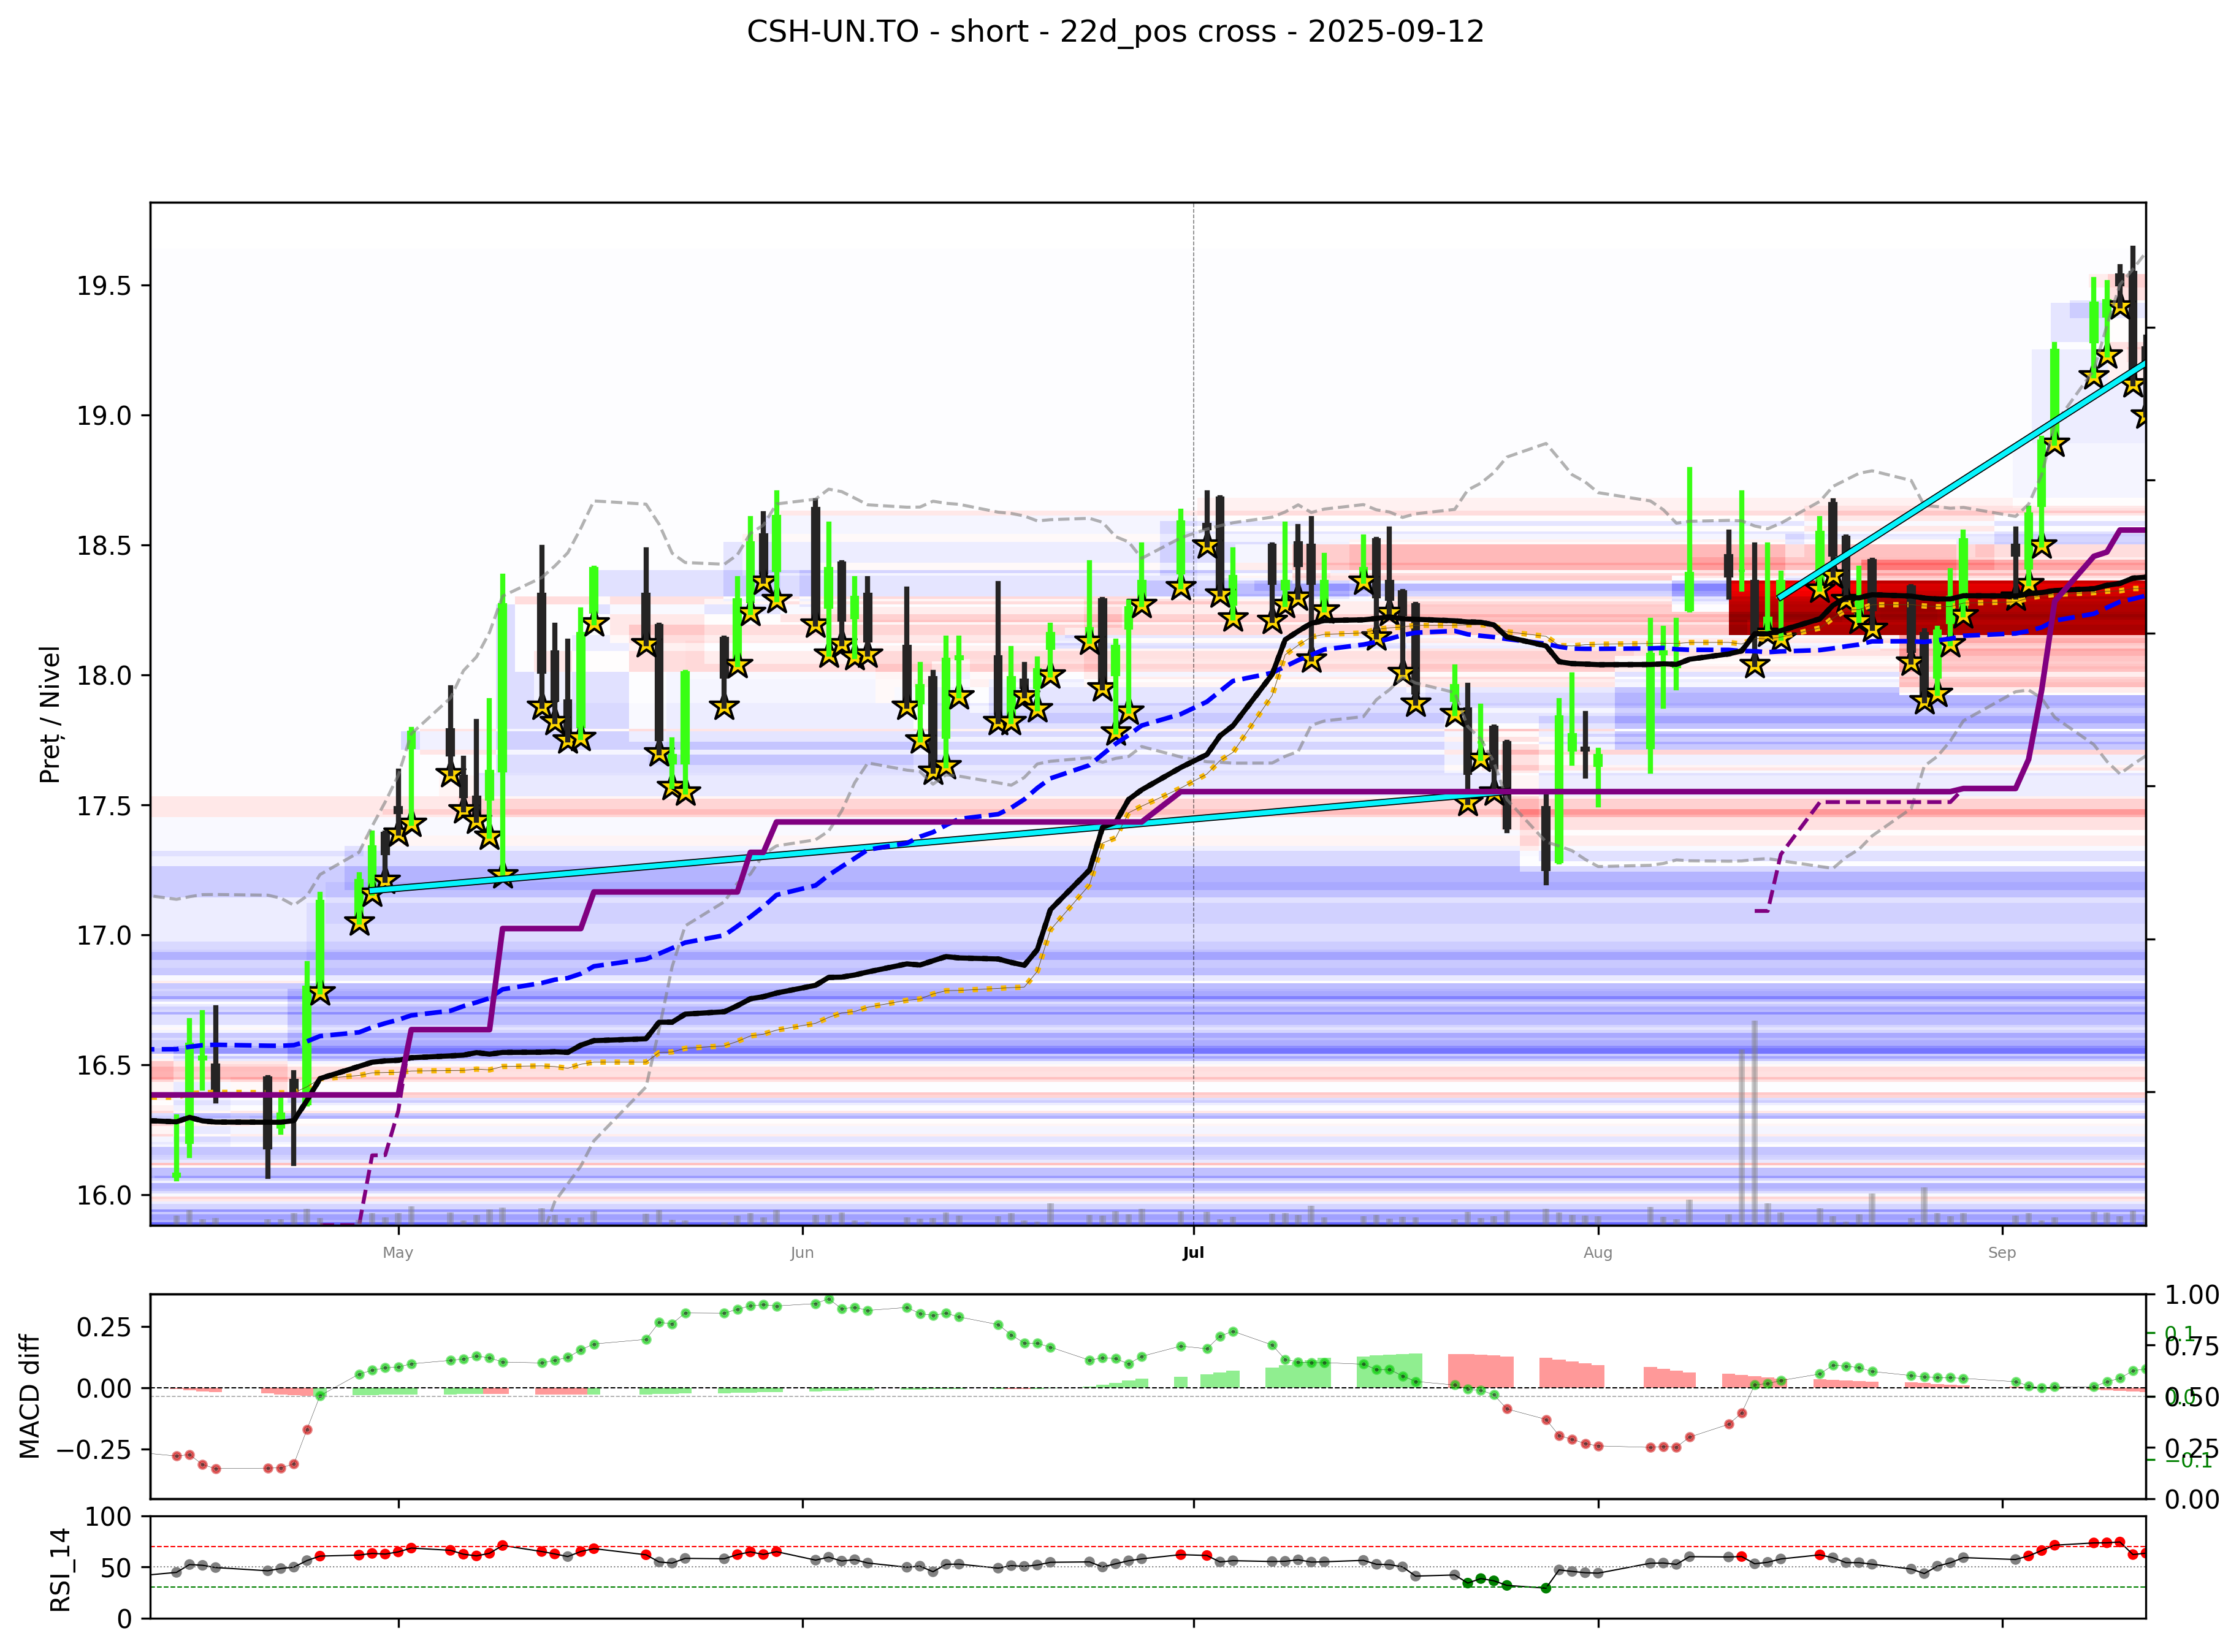 CSH-UN.TO - short - 22d_pos cross - 2025-09-12
Preț / Nivel
19.5
19.0
18.5
18.0
17.5
17.0
16.5
16.0
May
Jun
Jul
Aug
Sep
MACD diff
0.25
0.00
−0.25
1.00
0.75
0.50
0.25
0.00
0.1
0.0
−0.1
RSI_14
100
50
0